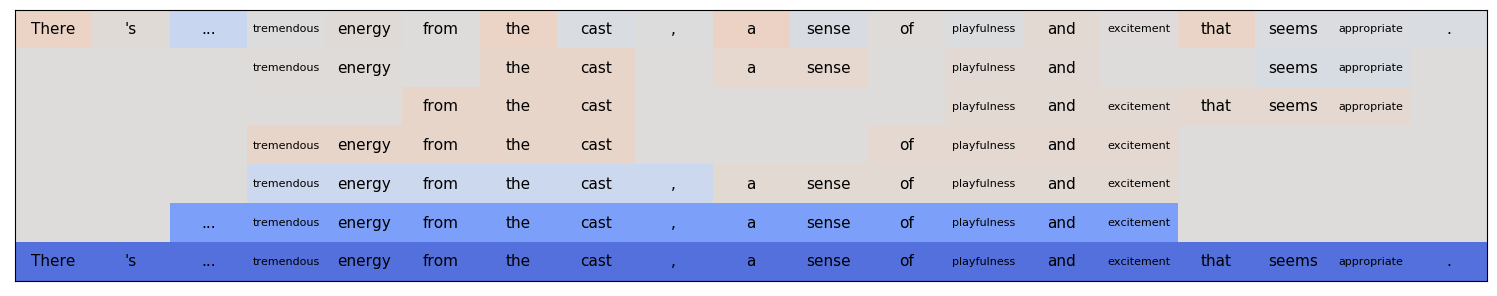 There 's ... tremendous energy from the cast , a sense of playfulness and excitement that seems appropriate .
tremendous energy the cast a sense playfulness and seems appropriate
from the cast playfulness and excitement that seems appropriate
tremendous energy from the cast of playfulness and excitement
tremendous energy from the cast , a sense of playfulness and excitement
... tremendous energy from the cast , a sense of playfulness and excitement
There 's ... tremendous energy from the cast , a sense of playfulness and excitement that seems appropriate .